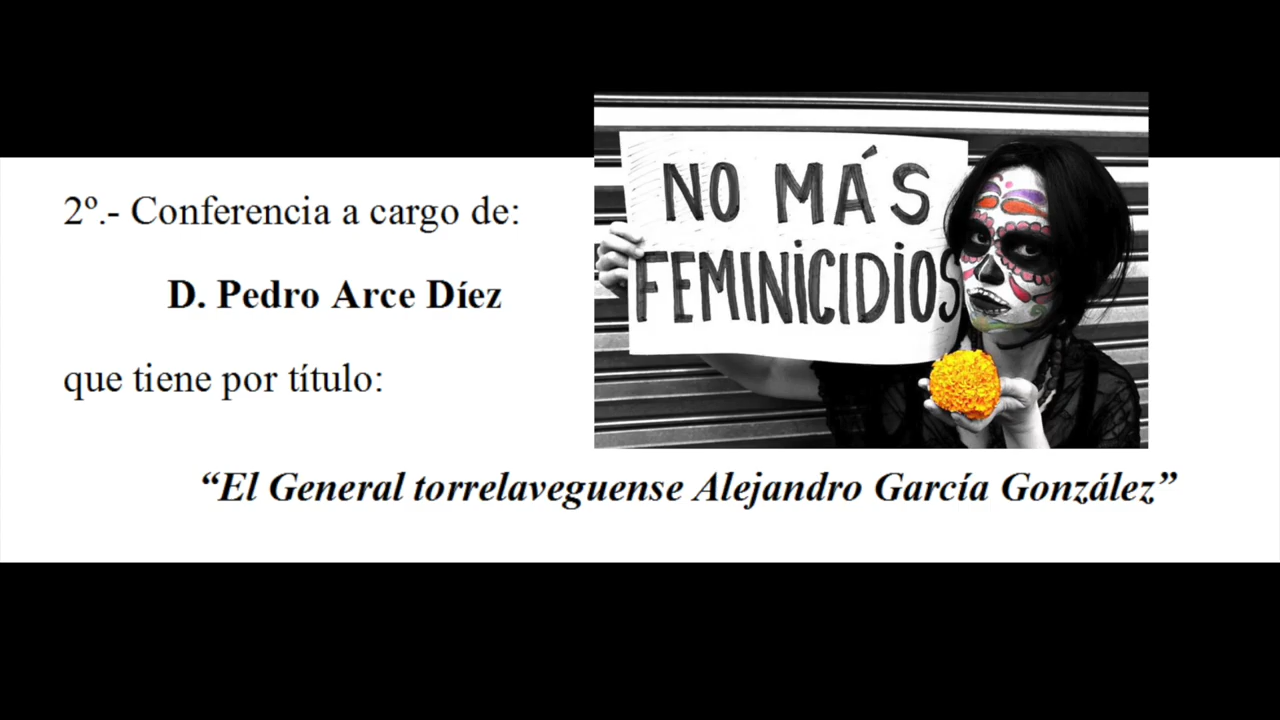 2º.- Conferencia a cargo de:
D. Pedro Arce Díez
que tiene por título:
NO MÁS
FEMINiCIDiOS
“El General torrelaveguense Alejandro García González”